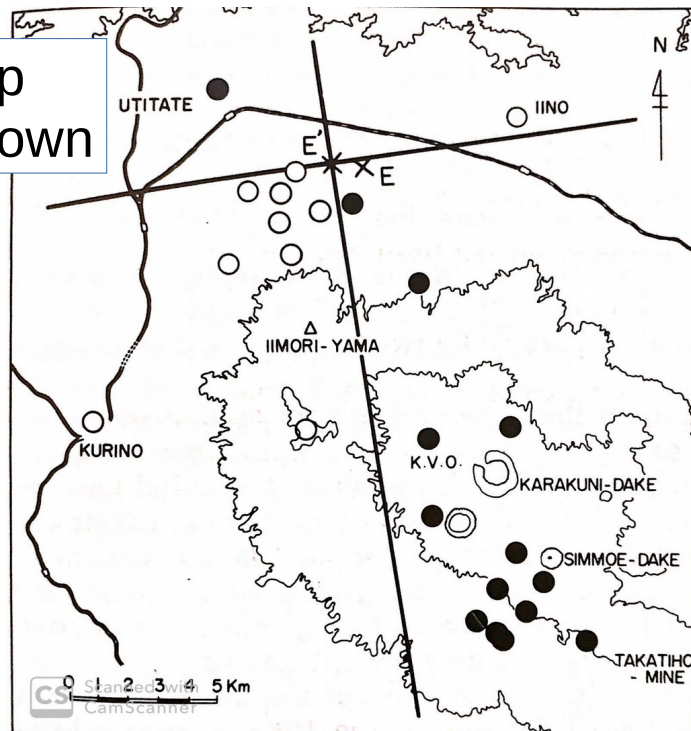 p
own
N
UTITATE
IINO
E'
E
IIMORI-YAMA
KURINO
K.V.O.
KARAKUNI-DAKE
SIMMOE-DAKE
TAKATIHO
- MINE
0 1 2 3 4 5 Km
CS Scanned with
CamScanner